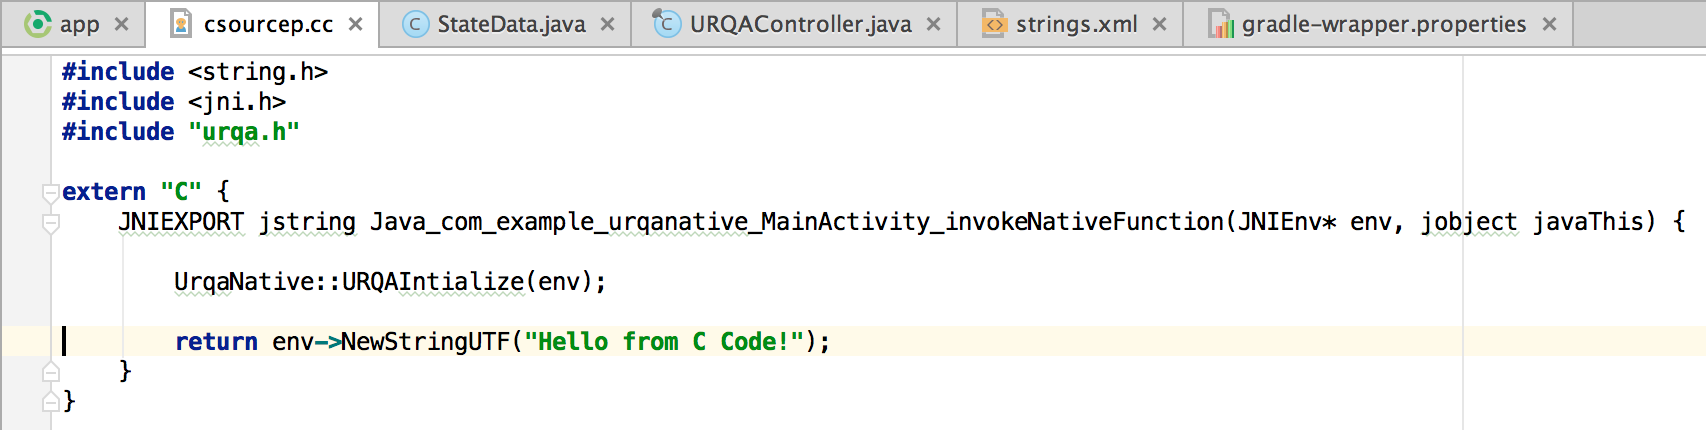 app csourcep.cc StateData.java URQAController.java strings.xml gradle-wrapper.properties
#include <string.h>
#include <jni.h>
#include "urqa.h"
extern "C" {
JNIEXPORT jstring Java_com_example_urqanative_MainActivity_invokeNativeFunction(JNIEnv* env, jobject javaThis) {
UrqaNative::URQAIntialize(env);
return env->NewStringUTF("Hello from C Code!");
}
}